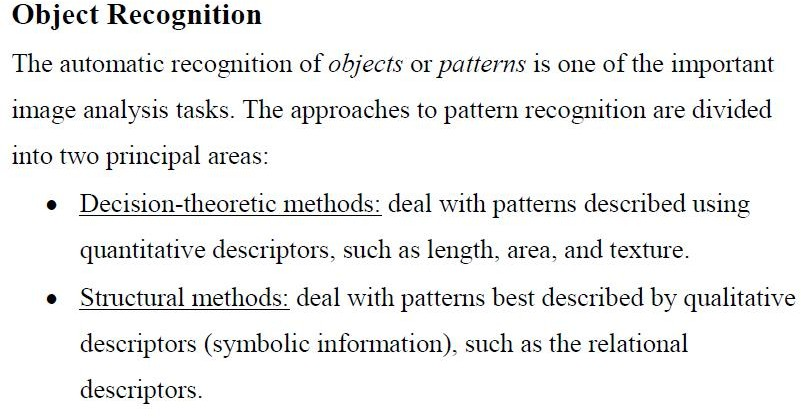 Object Recognition
The automatic recognition of objects or patterns is one of the important
image analysis tasks. The approaches to pattern recognition are divided
into two principal areas:
• Decision-theoretic methods: deal with patterns described using
quantitative descriptors, such as length, area, and texture.
• Structural methods: deal with patterns best described by qualitative
descriptors (symbolic information), such as the relational
descriptors.